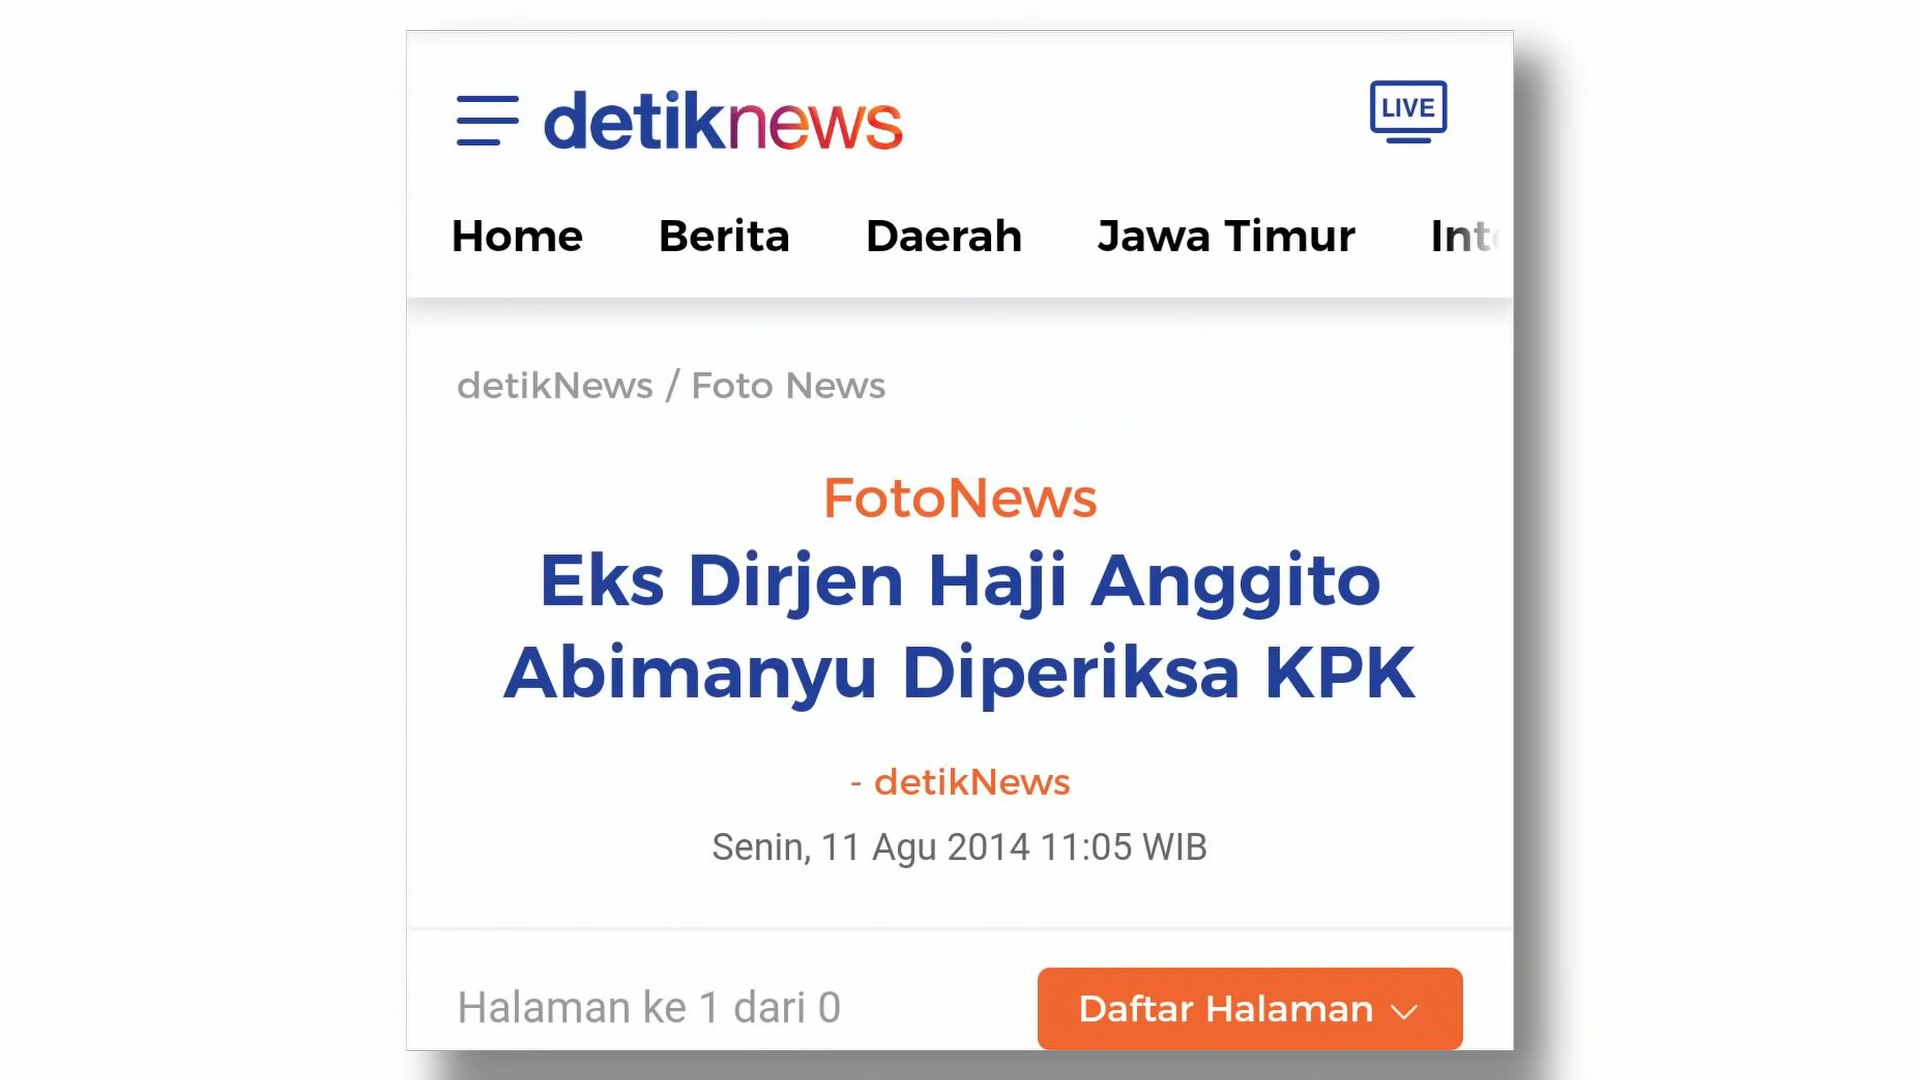 detiknews
LIVE
Home Berita Daerah Jawa Timur Int
detikNews / Foto News
FotoNews
Eks Dirjen Haji Anggito
Abimanyu Diperiksa KPK
- detikNews
Senin, 11 Agu 2014 11:05 WIB
Halaman ke 1 dari 0
Daftar Halaman